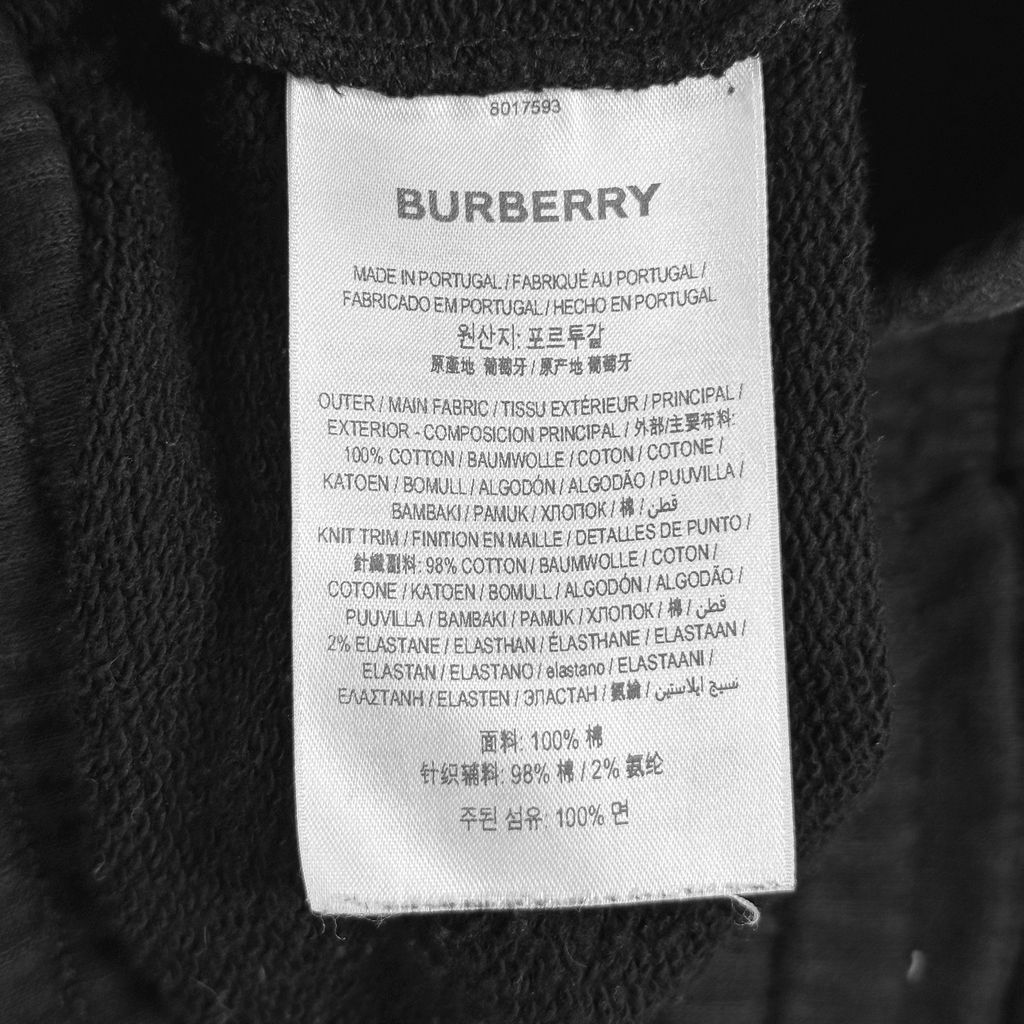 8017593
BURBERRY
MADE IN PORTUGAL / FABRIQUÉ AU PORTUGAL /
FABRICADO EM PORTUGAL / HECHO EN PORTUGAL
원산지: 포르투갈
原產地 葡萄牙 / 原产地 葡萄牙
OUTER / MAIN FABRIC / TISSU EXTÉRIEUR / PRINCIPAL /
EXTERIOR - COMPOSICION PRINCIPAL / 外部/主要布料:
100% COTTON / BAUMWOLLE / COTON / COTONE /
KATOEN / BOMULL / ALGODÓN / ALGODÃO / PUUVILLA /
BAMBAKI / PAMUK / ХЛОПОК / 棉 / قطن
KNIT TRIM / FINITION EN MAILLE / DETALLES DE PUNTO /
針織副料: 98% COTTON / BAUMWOLLE / COTON /
COTONE / KATOEN / BOMULL / ALGODÓN / ALGODÃO /
PUUVILLA / BAMBAKI / PAMUK / ХЛОПОК / 棉 / قطن
2% ELASTANE / ELASTHAN / ÉLASTHANE / ELASTAAN /
ELASTAN / ELASTANO / elastano / ELASTAANI /
ΕΛΑΣΤΑΝΗ / ELASTEN / ЭЛАСТАН / 氨綸 / نسيج ايلاستين
面料: 100% 棉
针织辅料: 98% 棉 / 2% 氨纶
주된 섬유: 100% 면